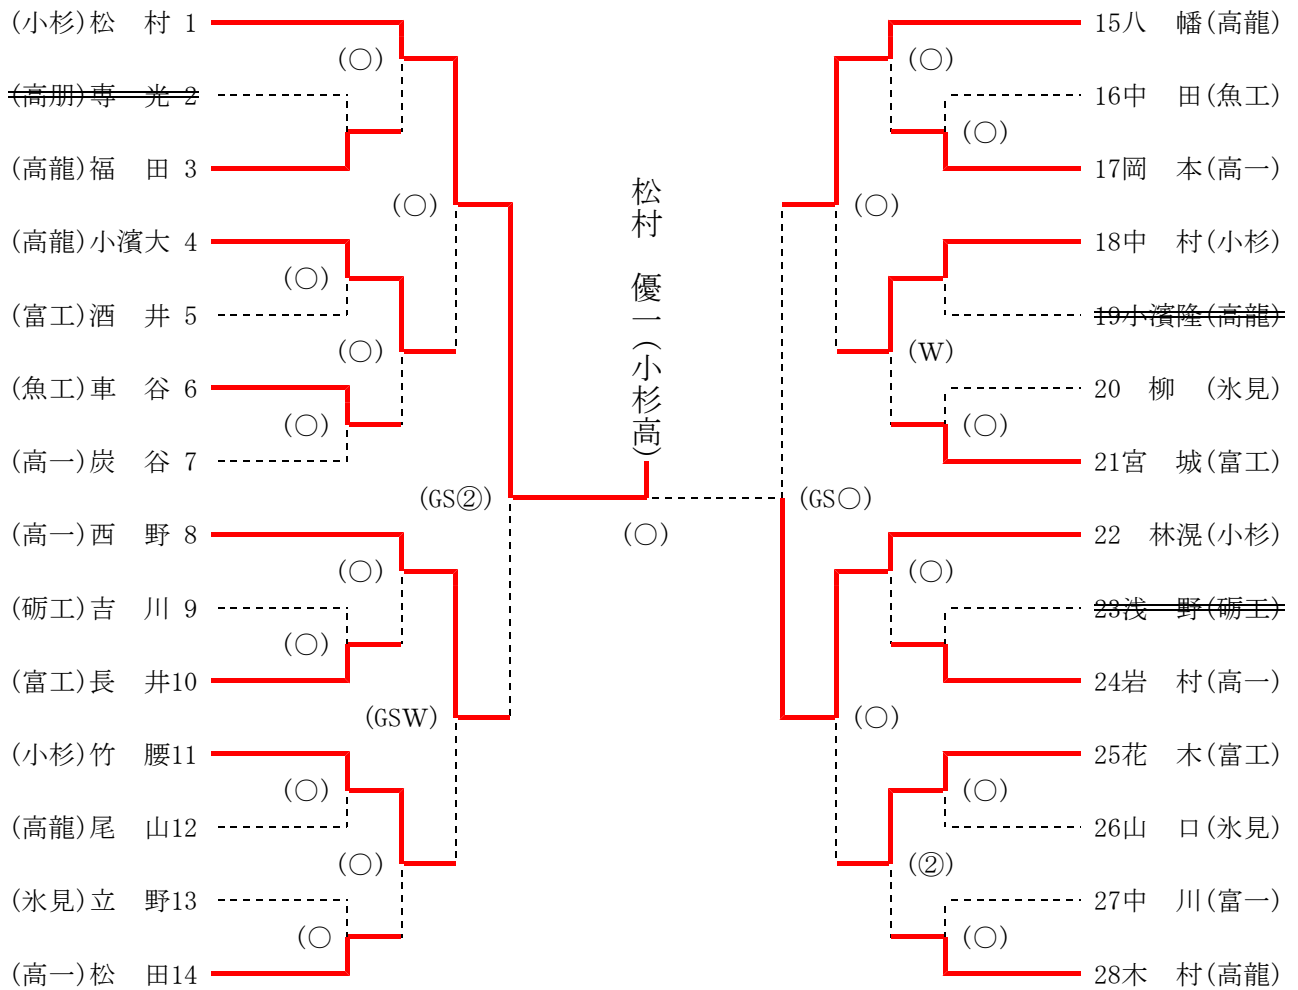 (小杉)松　村 1
(〇)
(高朋)専　光 2
(高龍)福　田 3
(〇)
(高龍)小濱大 4
(〇)
(富工)酒　井 5
(〇)
(魚工)車　谷 6
(〇)
(高一)炭　谷 7
(GS②)
(高一)西　野 8
(〇)
(砺工)吉　川 9
(〇)
(富工)長　井10
(GSW)
(小杉)竹　腰11
(〇)
(高龍)尾　山12
(〇)
(氷見)立　野13
(〇
(高一)松　田14
松村　優一(小杉高)
(〇)
15八　幡(高龍)
(〇)
16中　田(魚工)
(〇)
17岡　本(高一)
(〇)
18中　村(小杉)
19小濱隆(高龍)
(W)
20　柳　(氷見)
(〇)
21宮　城(富工)
(GS〇)
22　林滉(小杉)
(〇)
23浅　野(砺工)
24岩　村(高一)
(〇)
25花　木(富工)
(〇)
26山　口(氷見)
(②)
27中　川(富一)
(〇)
28木　村(高龍)